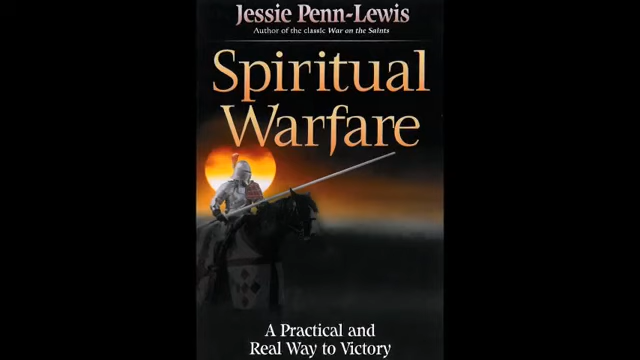 Jessie Penn-Lewis
Author of the classic War on the Saints
Spiritual
Warfare
A Practical and
Real Way to Victory